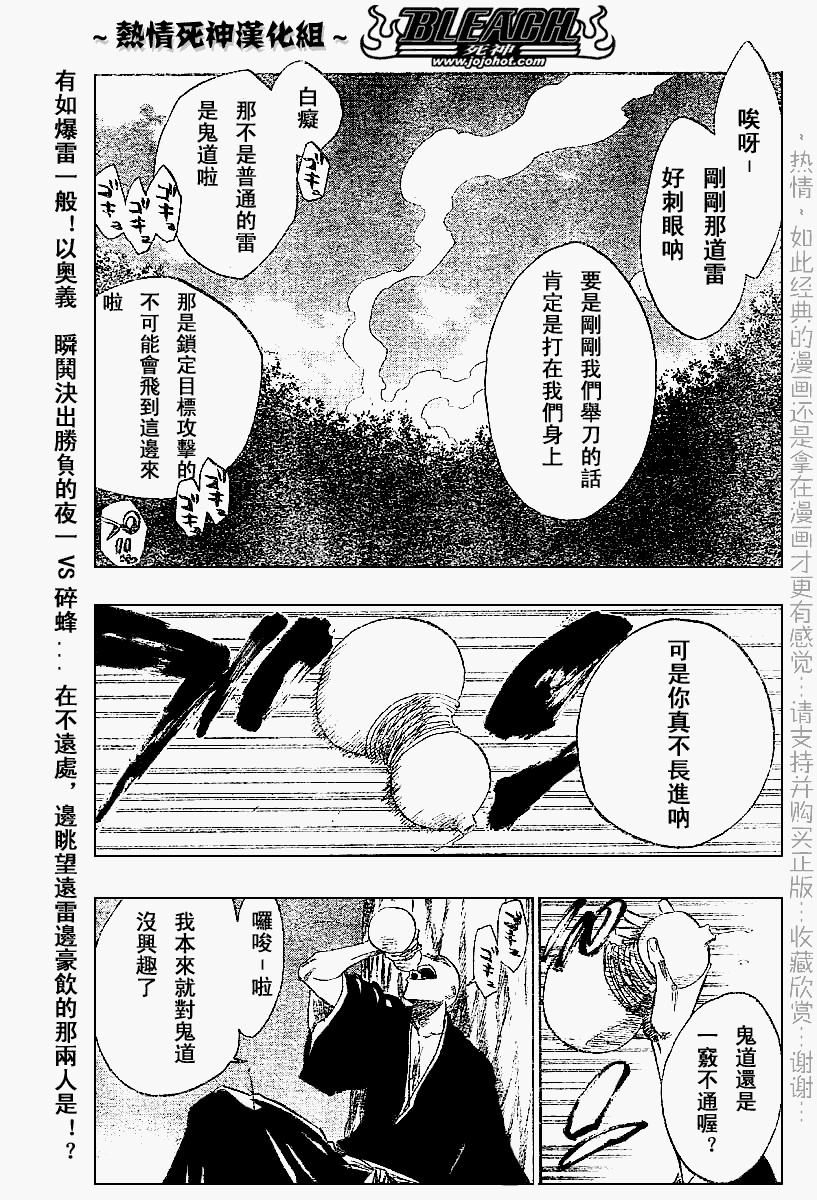 ~熱情死神漢化組~
BLEACH
死神
www.jojohot.com
唉呀-
剛剛那道雷
好刺眼吶
要是剛剛我們舉刀的話
肯定是打在我們身上
白癡
那不是普通的雷
是鬼道啦
ゴキュ
ゴキュ
ゴキュ
ゴキュ
那是鎖定目標攻擊的
不可能會飛到這邊來
啦
ゴキュ
ゴキュ
可是你真不長進吶
ブン
鬼道還是
一竅不通喔?
囉唆-啦
我本來就對鬼道
沒興趣了
有如爆雷一般!以奧義 瞬鬨決出勝負的夜一 VS 碎蜂… 在不遠處,邊眺望遠雷邊豪飲的那兩人是!?
~热情~如此经典的漫画还是拿在漫画才更有感觉…请支持并购买正版…收藏欣赏…谢谢…